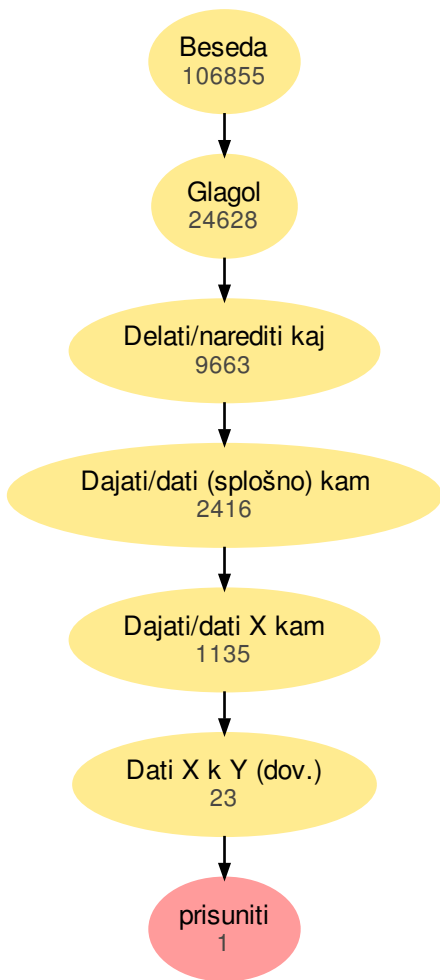 Beseda
106855
Glagol
24628
Delati/narediti kaj
9663
Dajati/dati (splošno) kam
2416
Dajati/dati X kam
1135
Dati X k Y (dov.)
23
prisuniti
1